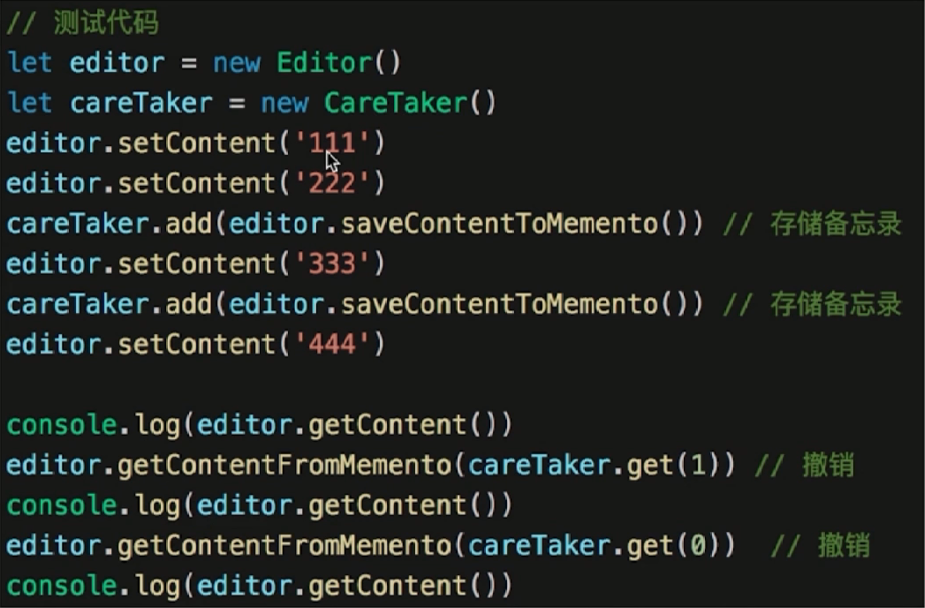 // 测试代码
let editor = new Editor()
let careTaker = new CareTaker()
editor.setContent('111')
editor.setContent('222')
careTaker.add(editor.saveContentToMemento()) // 存储备忘录
editor.setContent('333')
careTaker.add(editor.saveContentToMemento()) // 存储备忘录
editor.setContent('444')

console.log(editor.getContent())
editor.getContentFromMemento(careTaker.get(1)) // 撤销
console.log(editor.getContent())
editor.getContentFromMemento(careTaker.get(0))  // 撤销
console.log(editor.getContent())